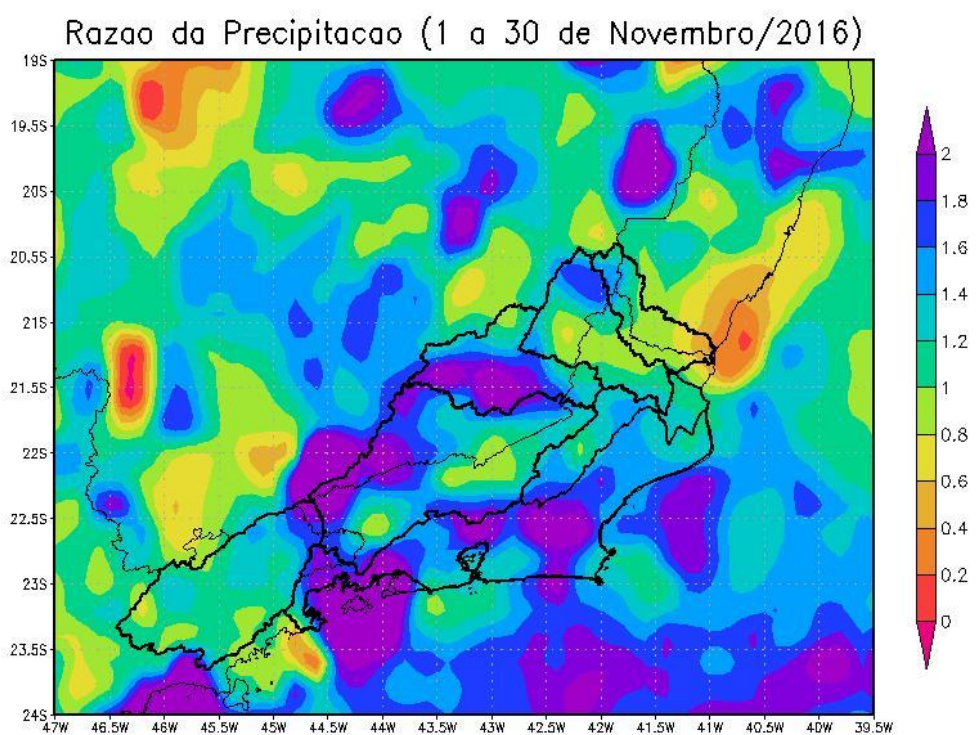 Razao da Precipitacao (1 a 30 de Novembro/2016)
19S
19.5S
20S
20.5S
21S
21.5S
22S
22.5S
23S
23.5S
24S
47W 46.5W 46W 45.5W 45W 44.5W 44W 43.5W 43W 42.5W 42W 41.5W 41W 40.5W 40W 39.5W
2
1.8
1.6
1.4
1.2
1
0.8
0.6
0.4
0.2
0